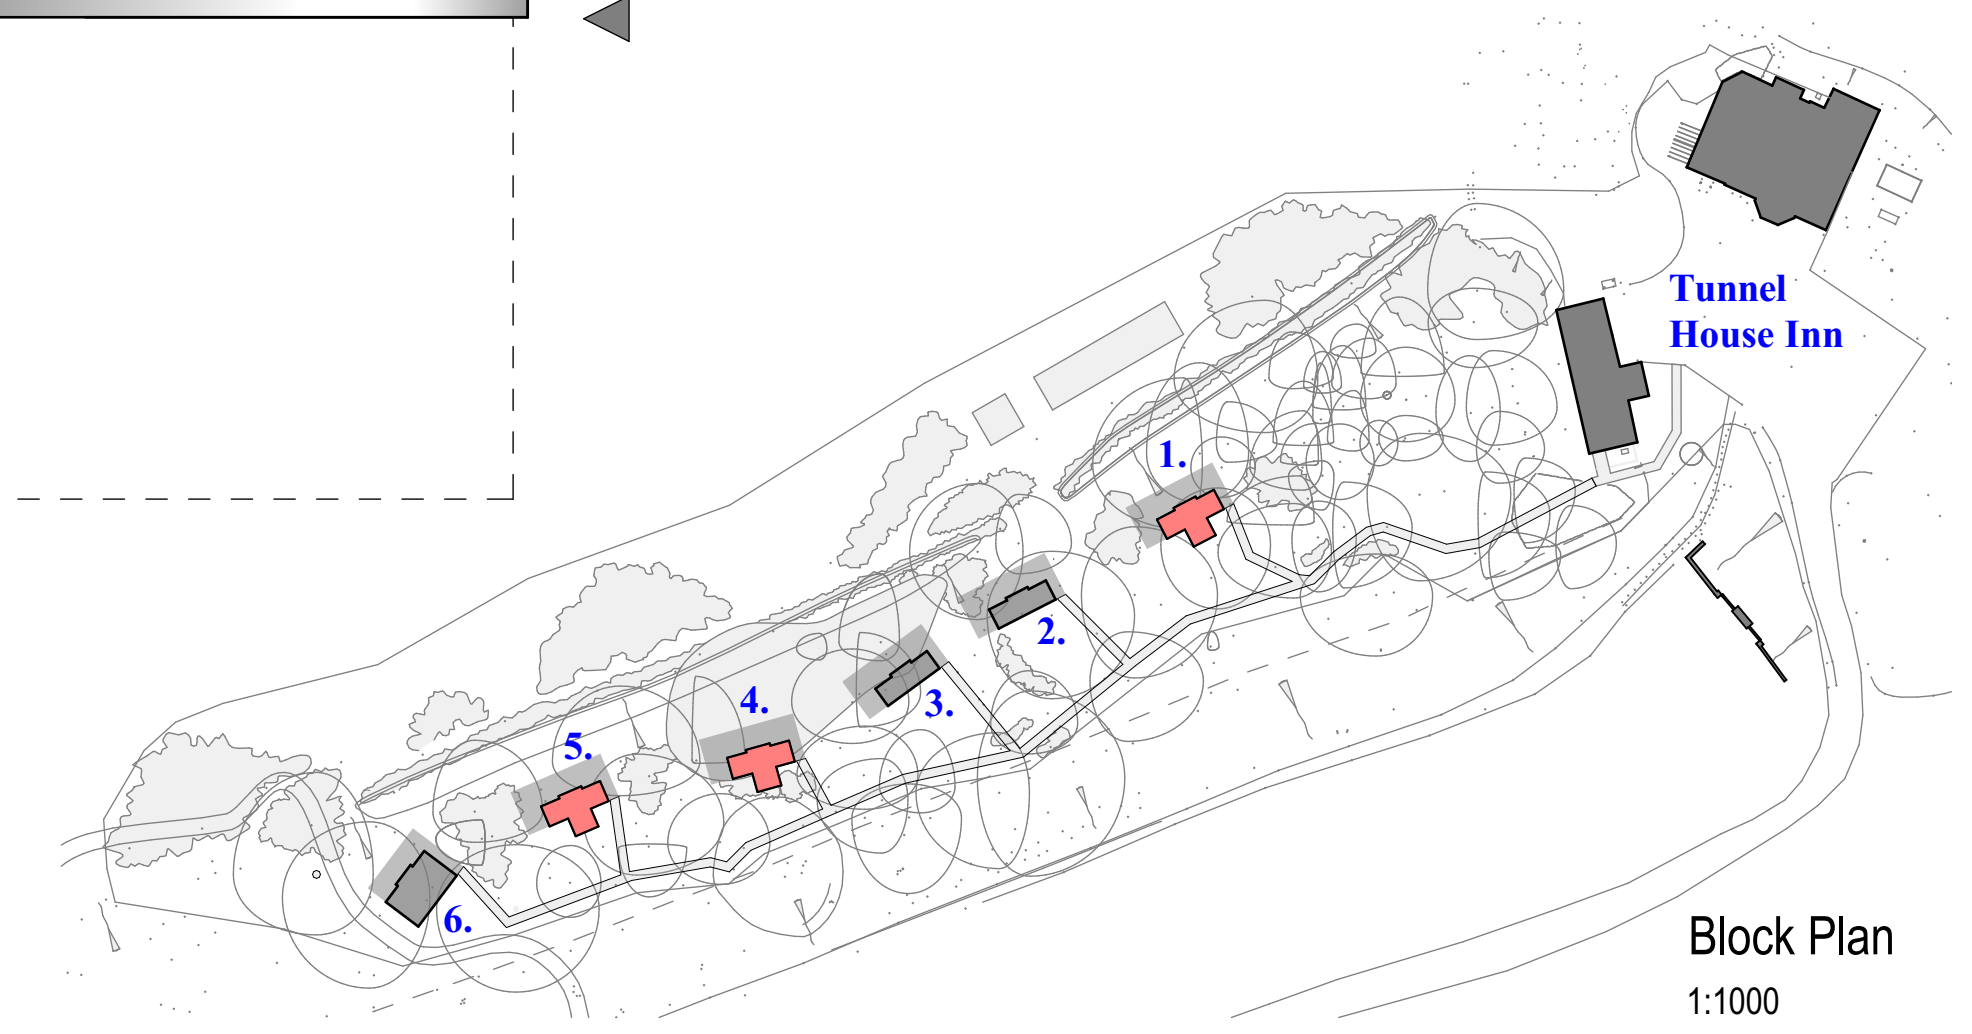 Tunnel
House Inn
1.
2.
3.
4.
5.
6.
Block Plan
1:1000